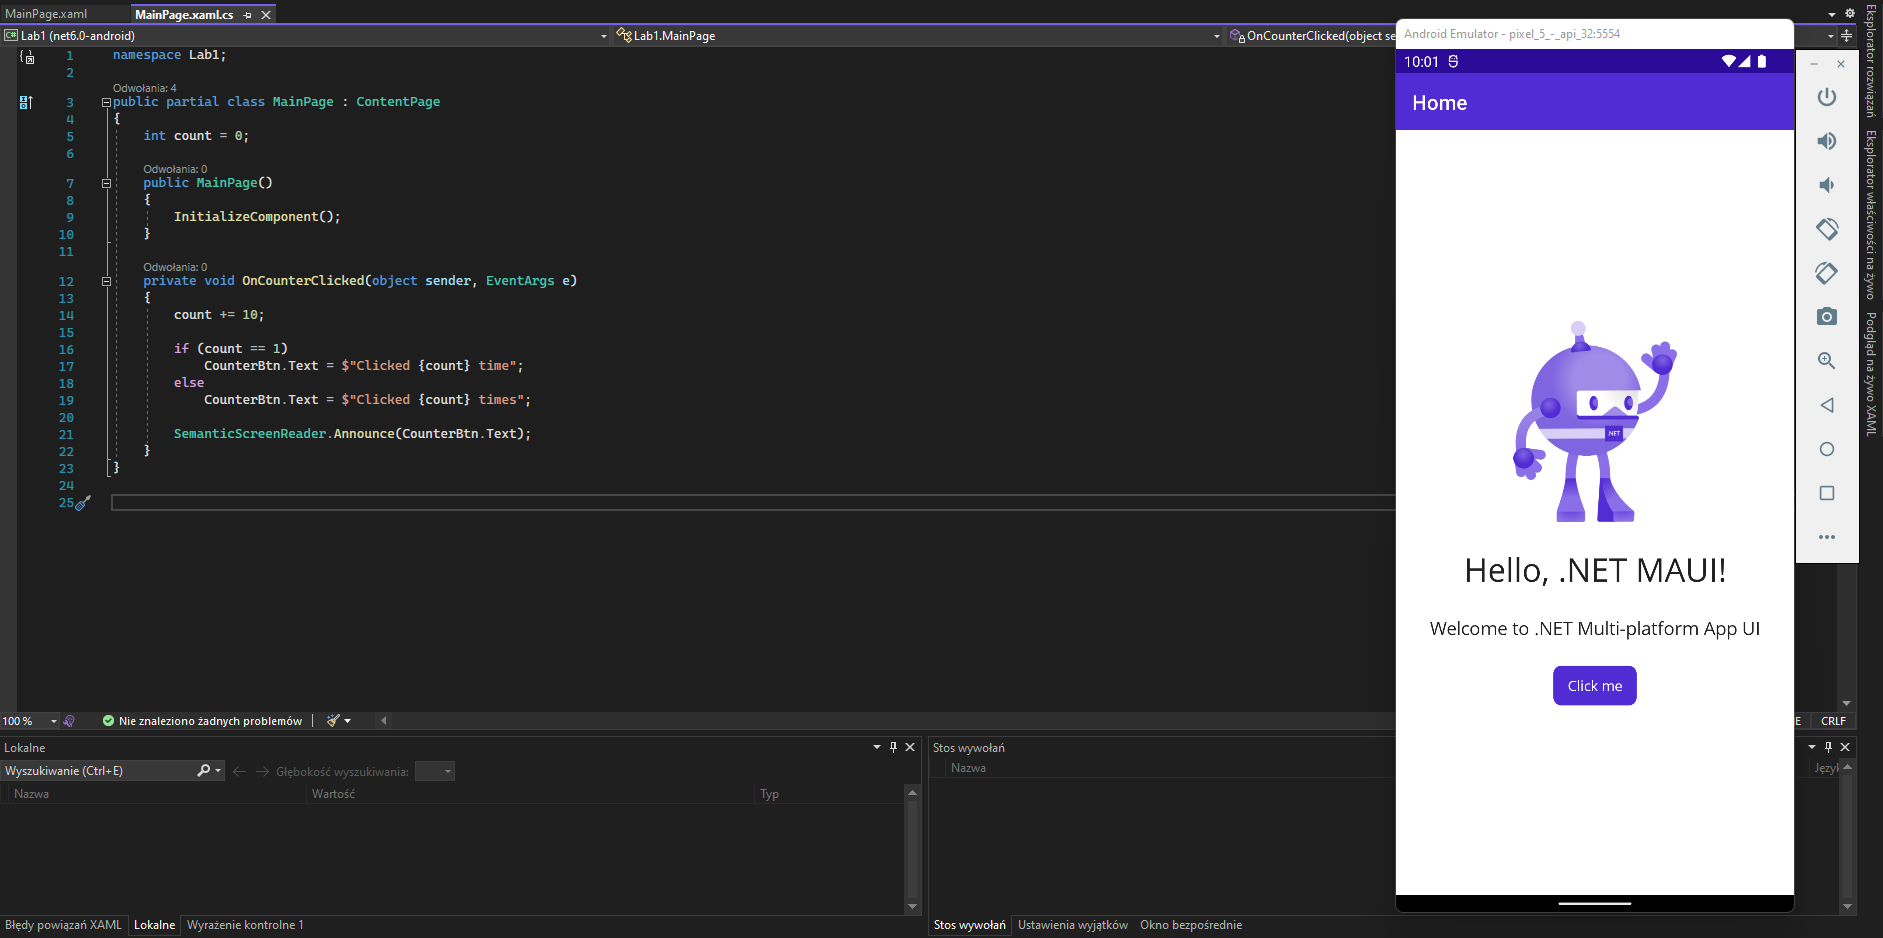 MainPage.xaml
MainPage.xaml.cs
C# Lab1 (net6.0-android)
Lab1.MainPage
OnCounterClicked(object se
1 namespace Lab1;
2
Odwołania: 4
3 public partial class MainPage : ContentPage
4 {
5 int count = 0;
6
Odwołania: 0
7 public MainPage()
8 {
9 InitializeComponent();
10 }
11
Odwołania: 0
12 private void OnCounterClicked(object sender, EventArgs e)
13 {
14 count += 10;
15
16 if (count == 1)
17 CounterBtn.Text = $"Clicked {count} time";
18 else
19 CounterBtn.Text = $"Clicked {count} times";
20
21 SemanticScreenReader.Announce(CounterBtn.Text);
22 }
23 }
24
25
100 %
Nie znaleziono żadnych problemów
E
CRLF
Lokalne
Wyszukiwanie (Ctrl+E)
Głębokość wyszukiwania:
Nazwa
Wartość
Typ
Błędy powiązań XAML
Lokalne
Wyrażenie kontrolne 1
Stos wywołań
Nazwa
Język
Stos wywołań
Ustawienia wyjątków
Okno bezpośrednie
Android Emulator - pixel_5_-_api_32:5554
10:01
Home
.NET
Hello, .NET MAUI!
Welcome to .NET Multi-platform App UI
Click me
Eksplorator rozwiązań
Eksplorator właściwości na żywo
Podgląd na żywo XAML